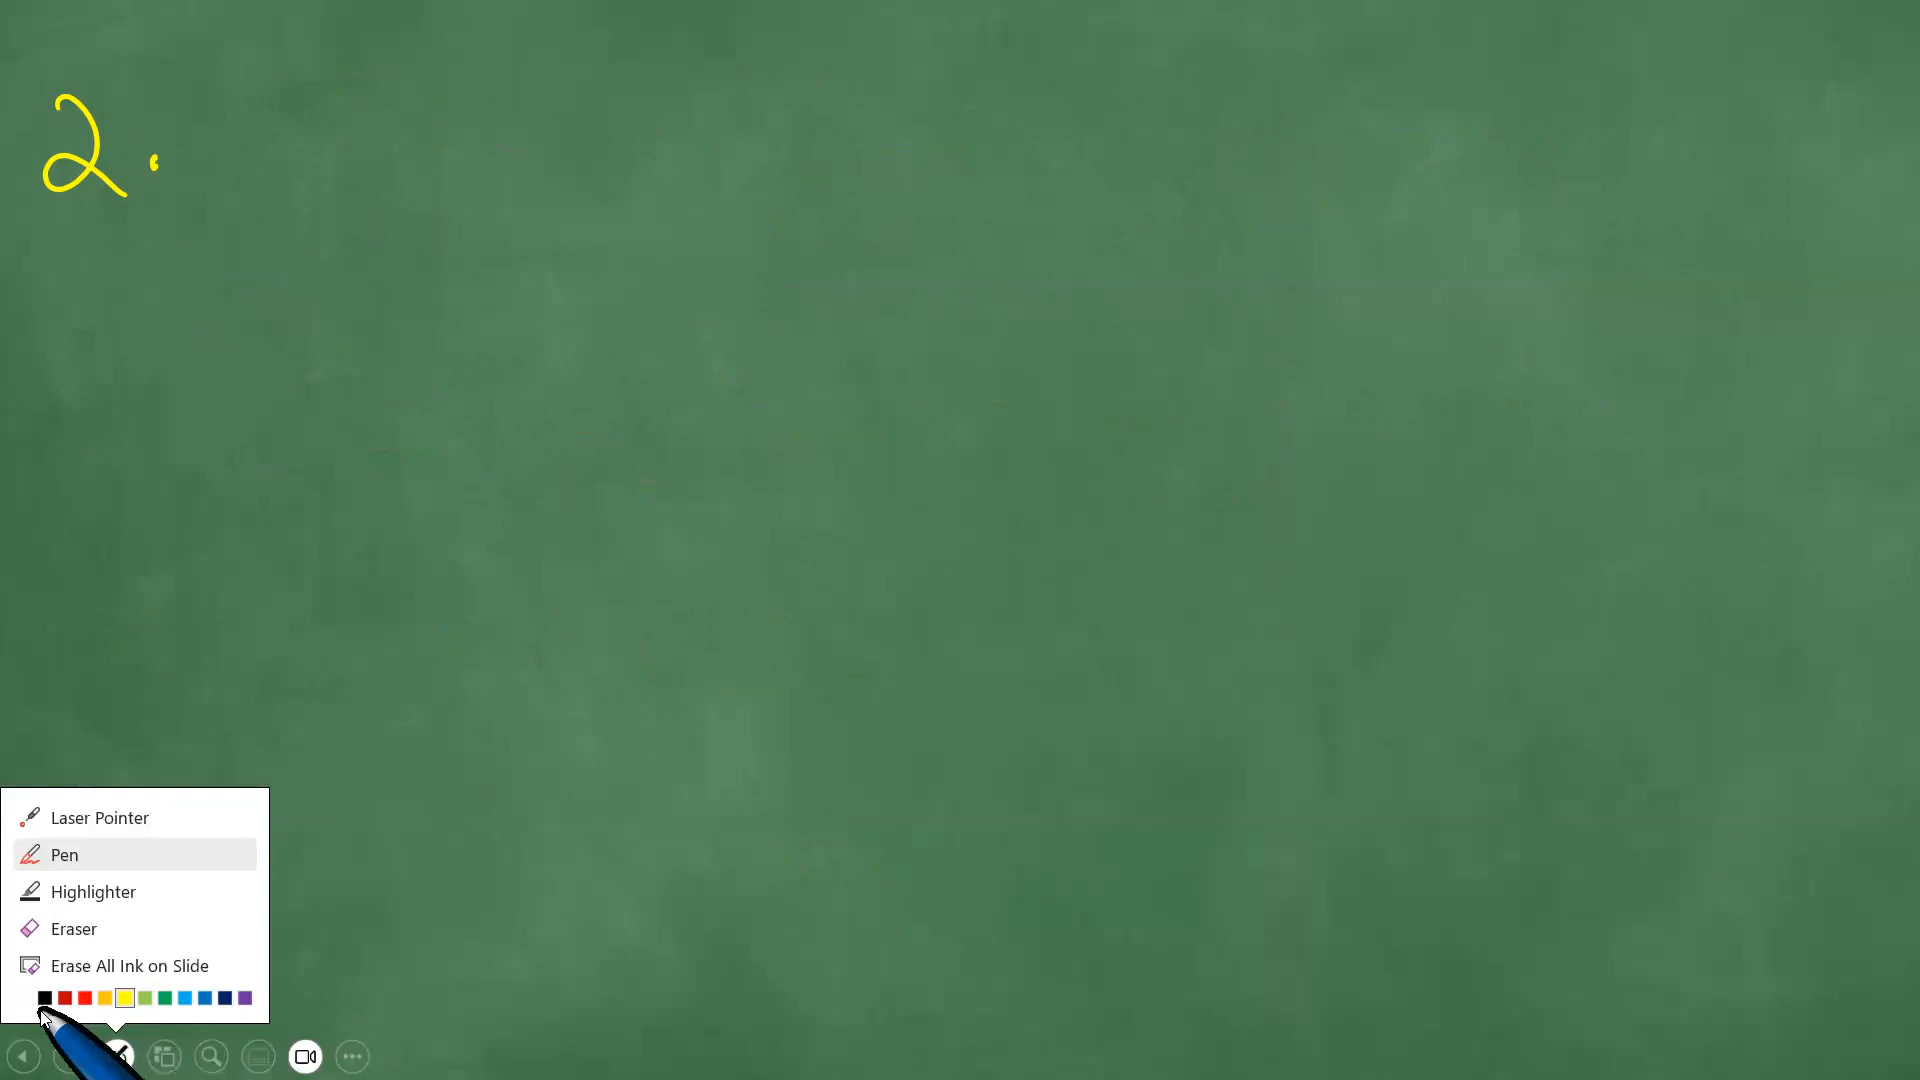 2.
Laser Pointer
Pen
Highlighter
Eraser
Erase All Ink on Slide